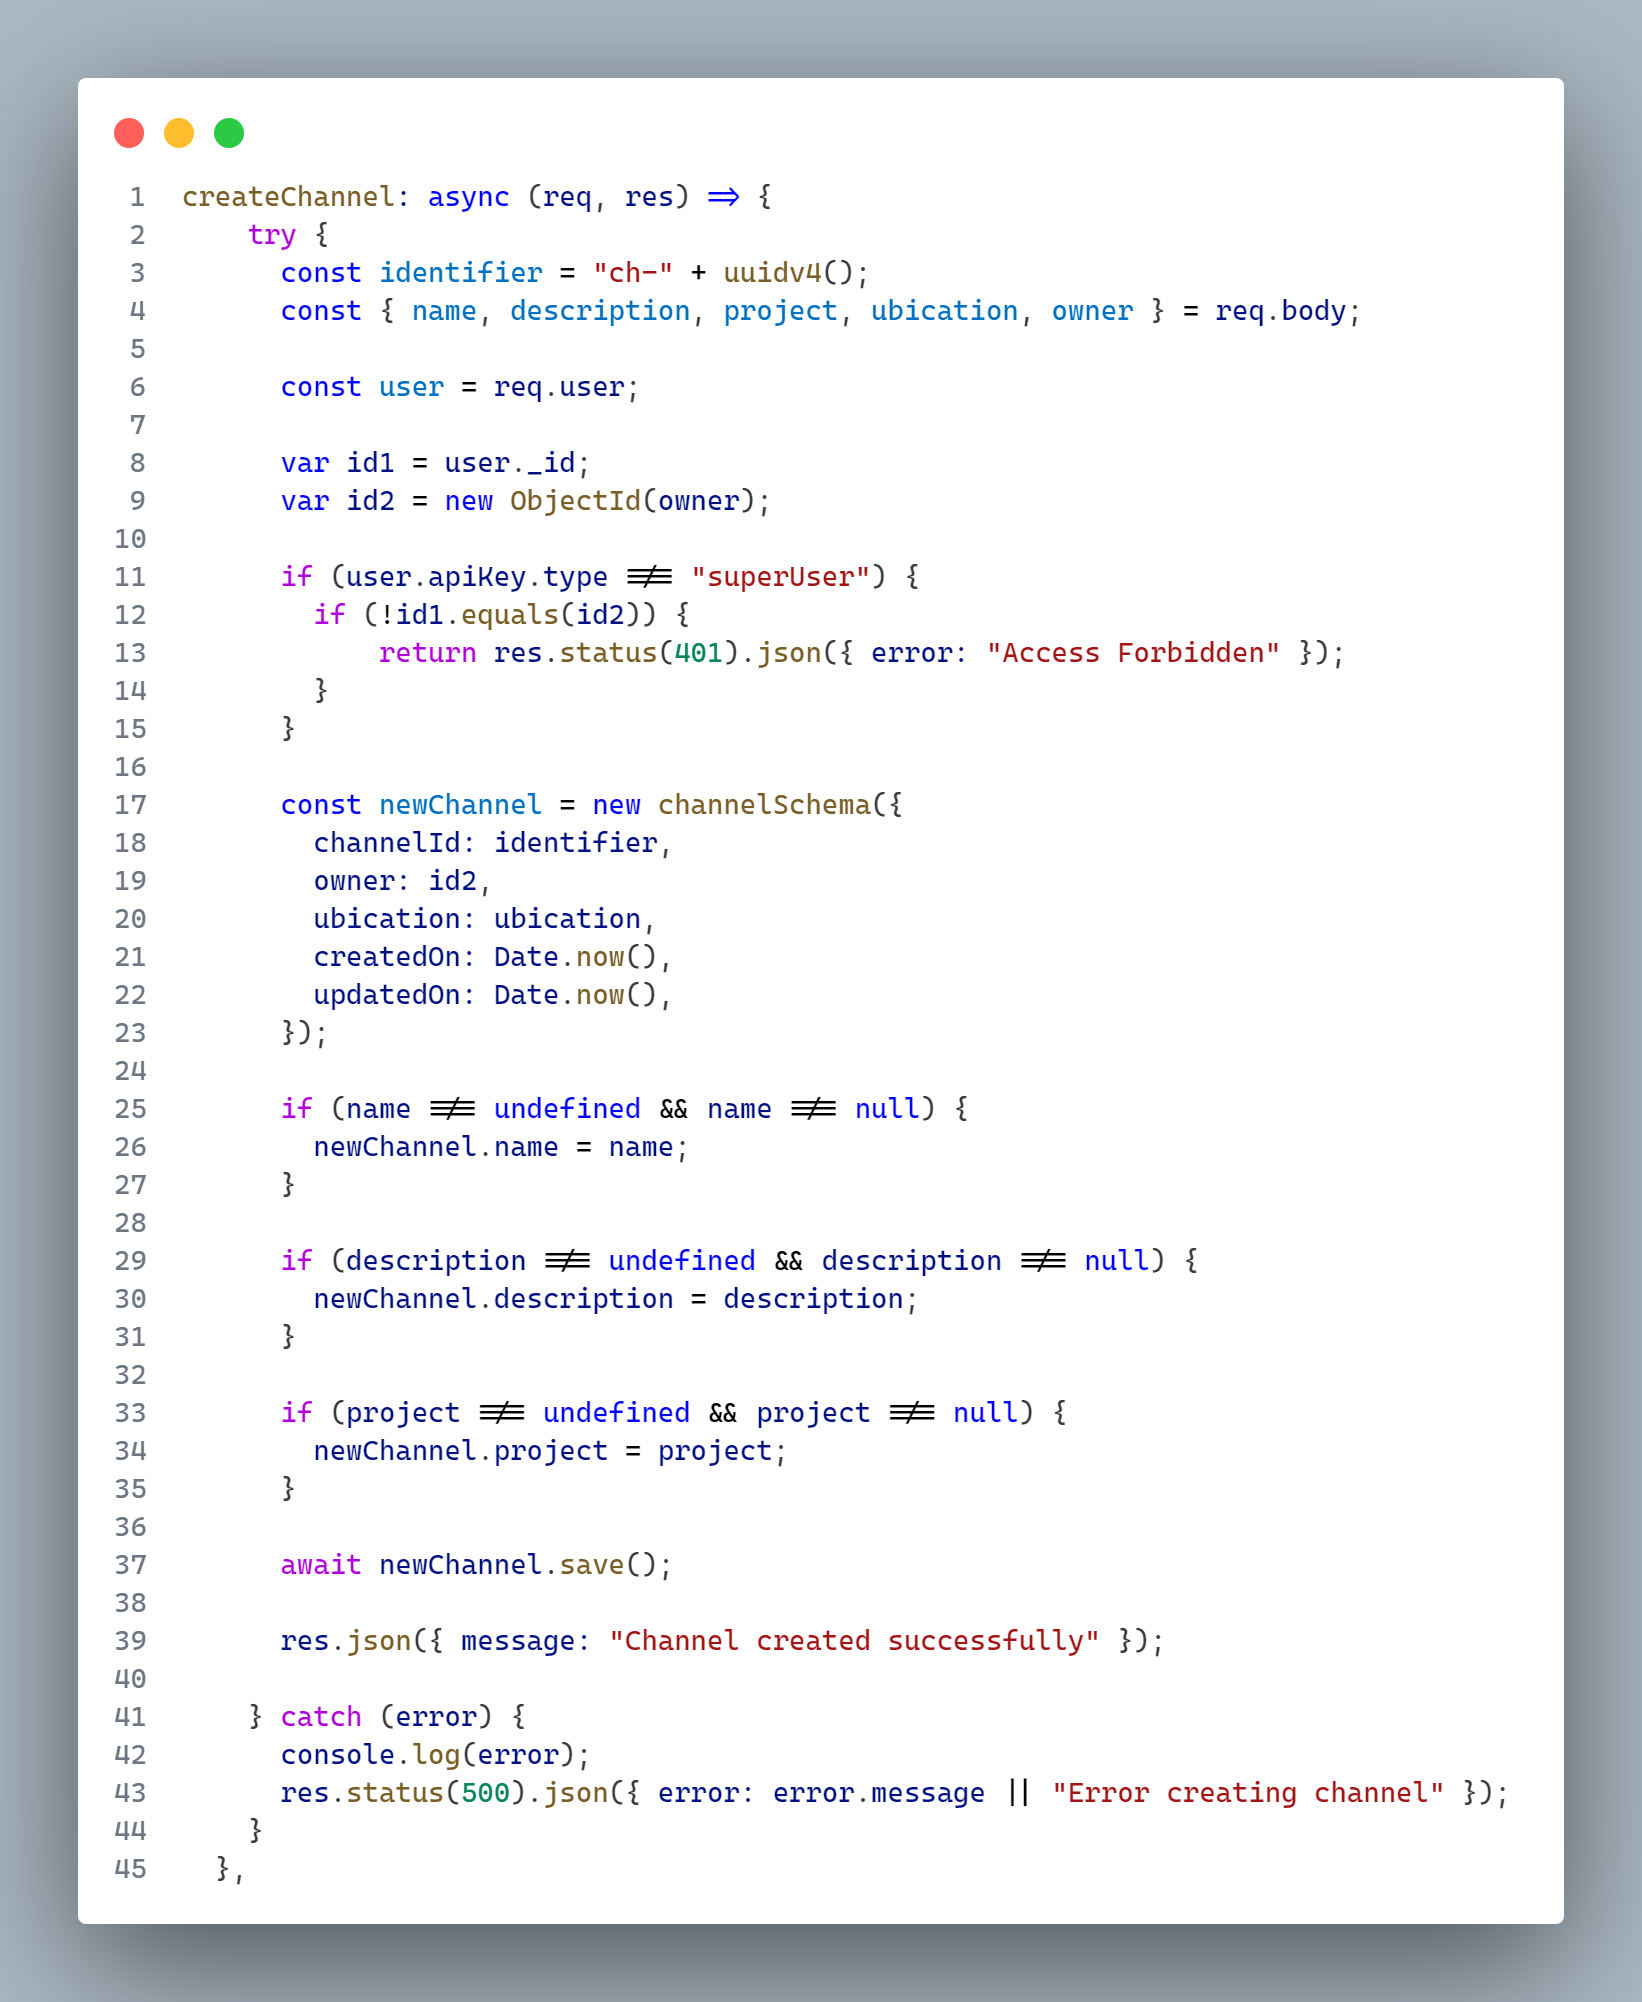 1 createChannel: async (req, res) => {
2 try {
3 const identifier = "ch-" + uuidv4();
4 const { name, description, project, ubication, owner } = req.body;
5
6 const user = req.user;
7
8 var id1 = user._id;
9 var id2 = new ObjectId(owner);
10
11 if (user.apiKey.type !== "superUser") {
12 if (!id1.equals(id2)) {
13 return res.status(401).json({ error: "Access Forbidden" });
14 }
15 }
16
17 const newChannel = new channelSchema({
18 channelId: identifier,
19 owner: id2,
20 ubication: ubication,
21 createdOn: Date.now(),
22 updatedOn: Date.now(),
23 });
24
25 if (name !== undefined && name !== null) {
26 newChannel.name = name;
27 }
28
29 if (description !== undefined && description !== null) {
30 newChannel.description = description;
31 }
32
33 if (project !== undefined && project !== null) {
34 newChannel.project = project;
35 }
36
37 await newChannel.save();
38
39 res.json({ message: "Channel created successfully" });
40
41 } catch (error) {
42 console.log(error);
43 res.status(500).json({ error: error.message || "Error creating channel" });
44 }
45 },